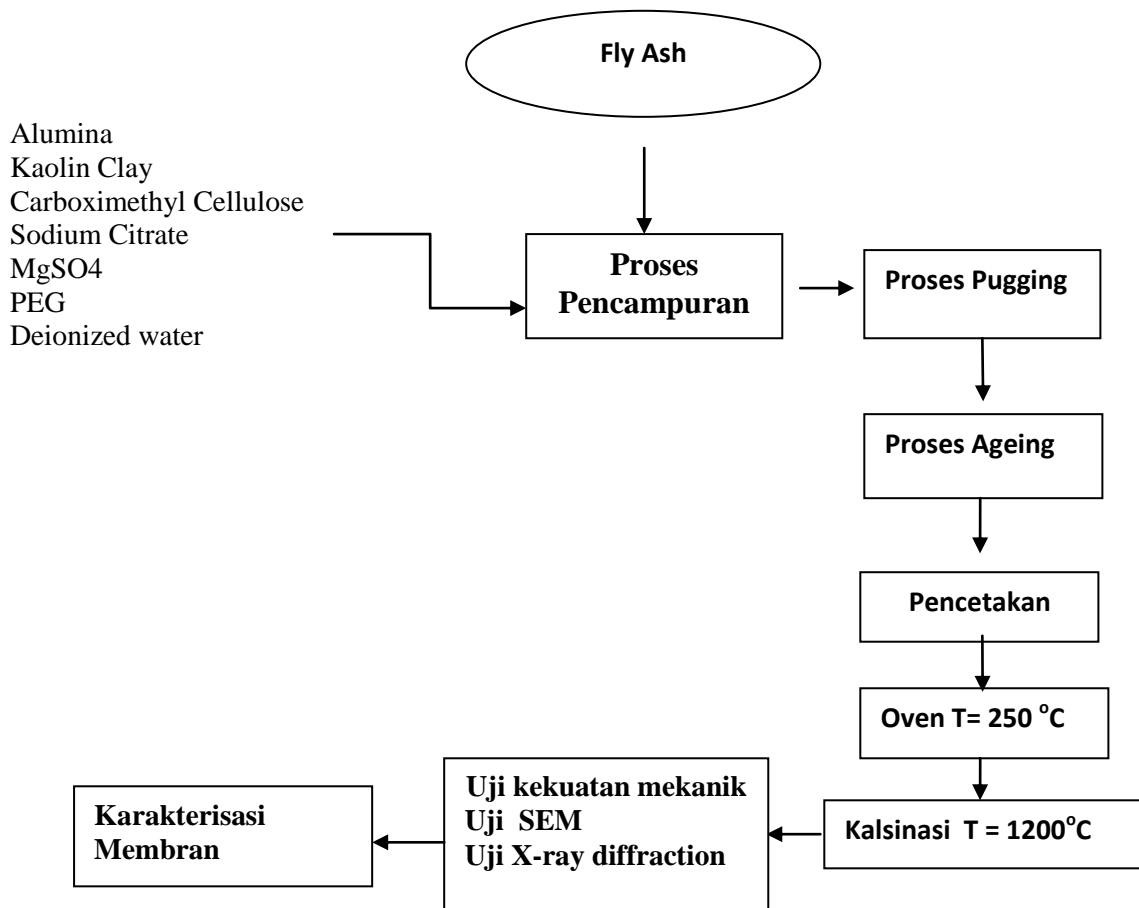 Fly Ash
Alumina
Kaolin Clay
Carboximethyl Cellulose
Sodium Citrate
MgSO4
PEG
Deionized water
Proses
Pencampuran
Proses Pugging
Proses Ageing
Pencetakan
Oven T= 250 °C
Kalsinasi T = 1200°C
Uji kekuatan mekanik
Uji SEM
Uji X-ray diffraction
Karakterisasi
Membran